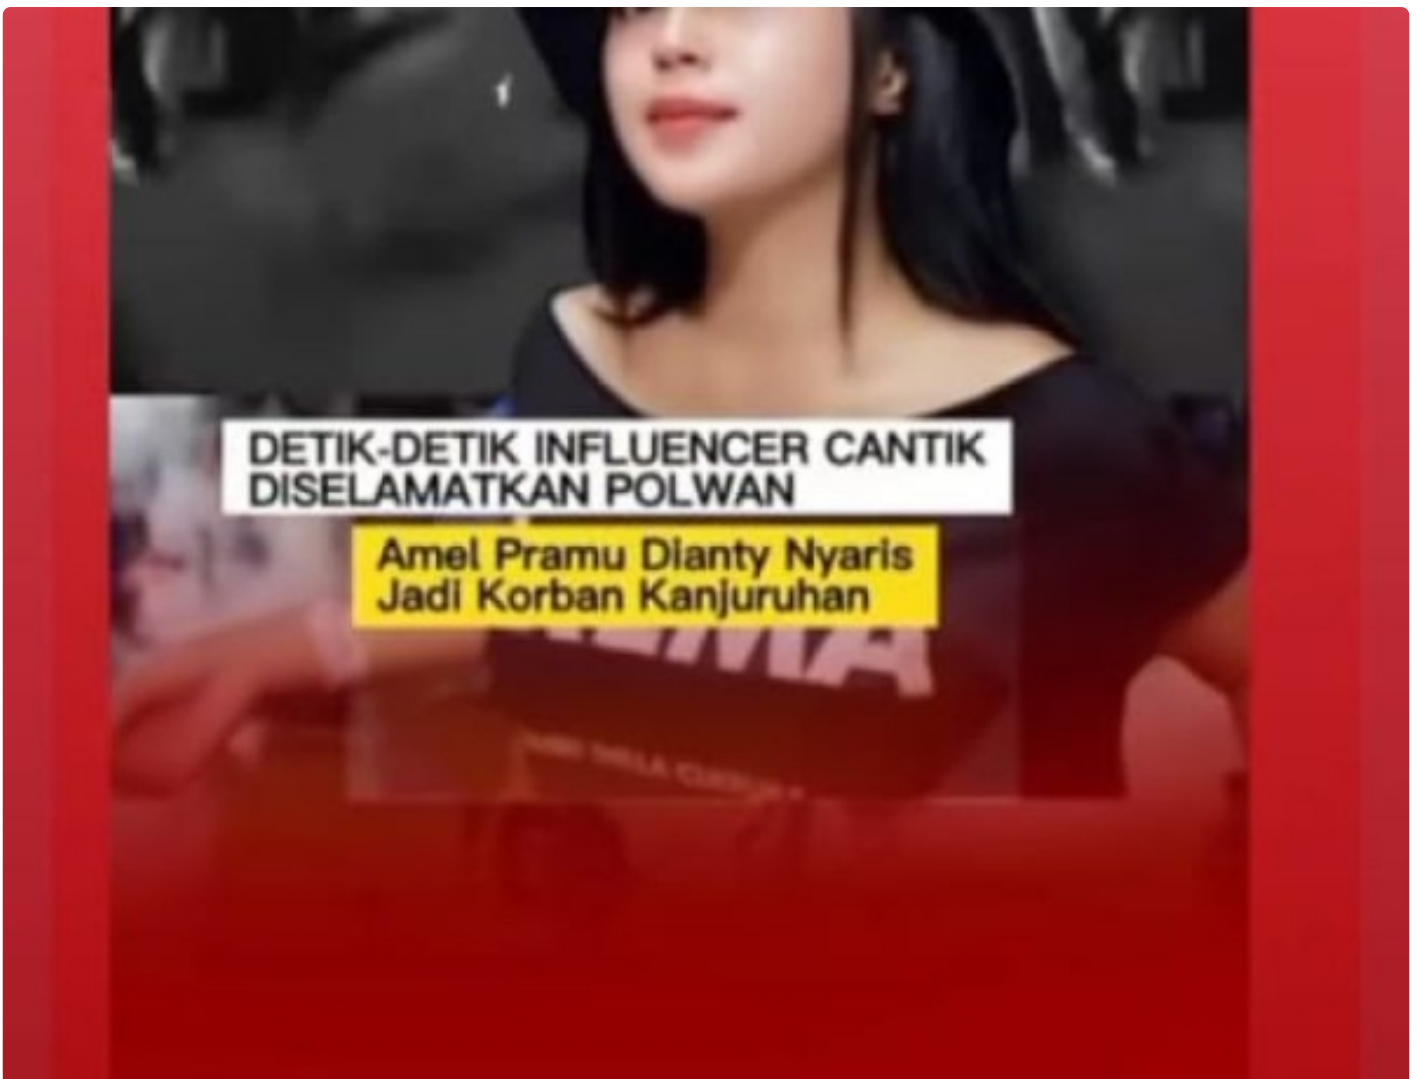 DETIK-DETIK INFLUENCER CANTIK
DISELAMATKAN POLWAN
Amel Pramu Dianty Nyaris
Jadi Korban Kanjuruhan